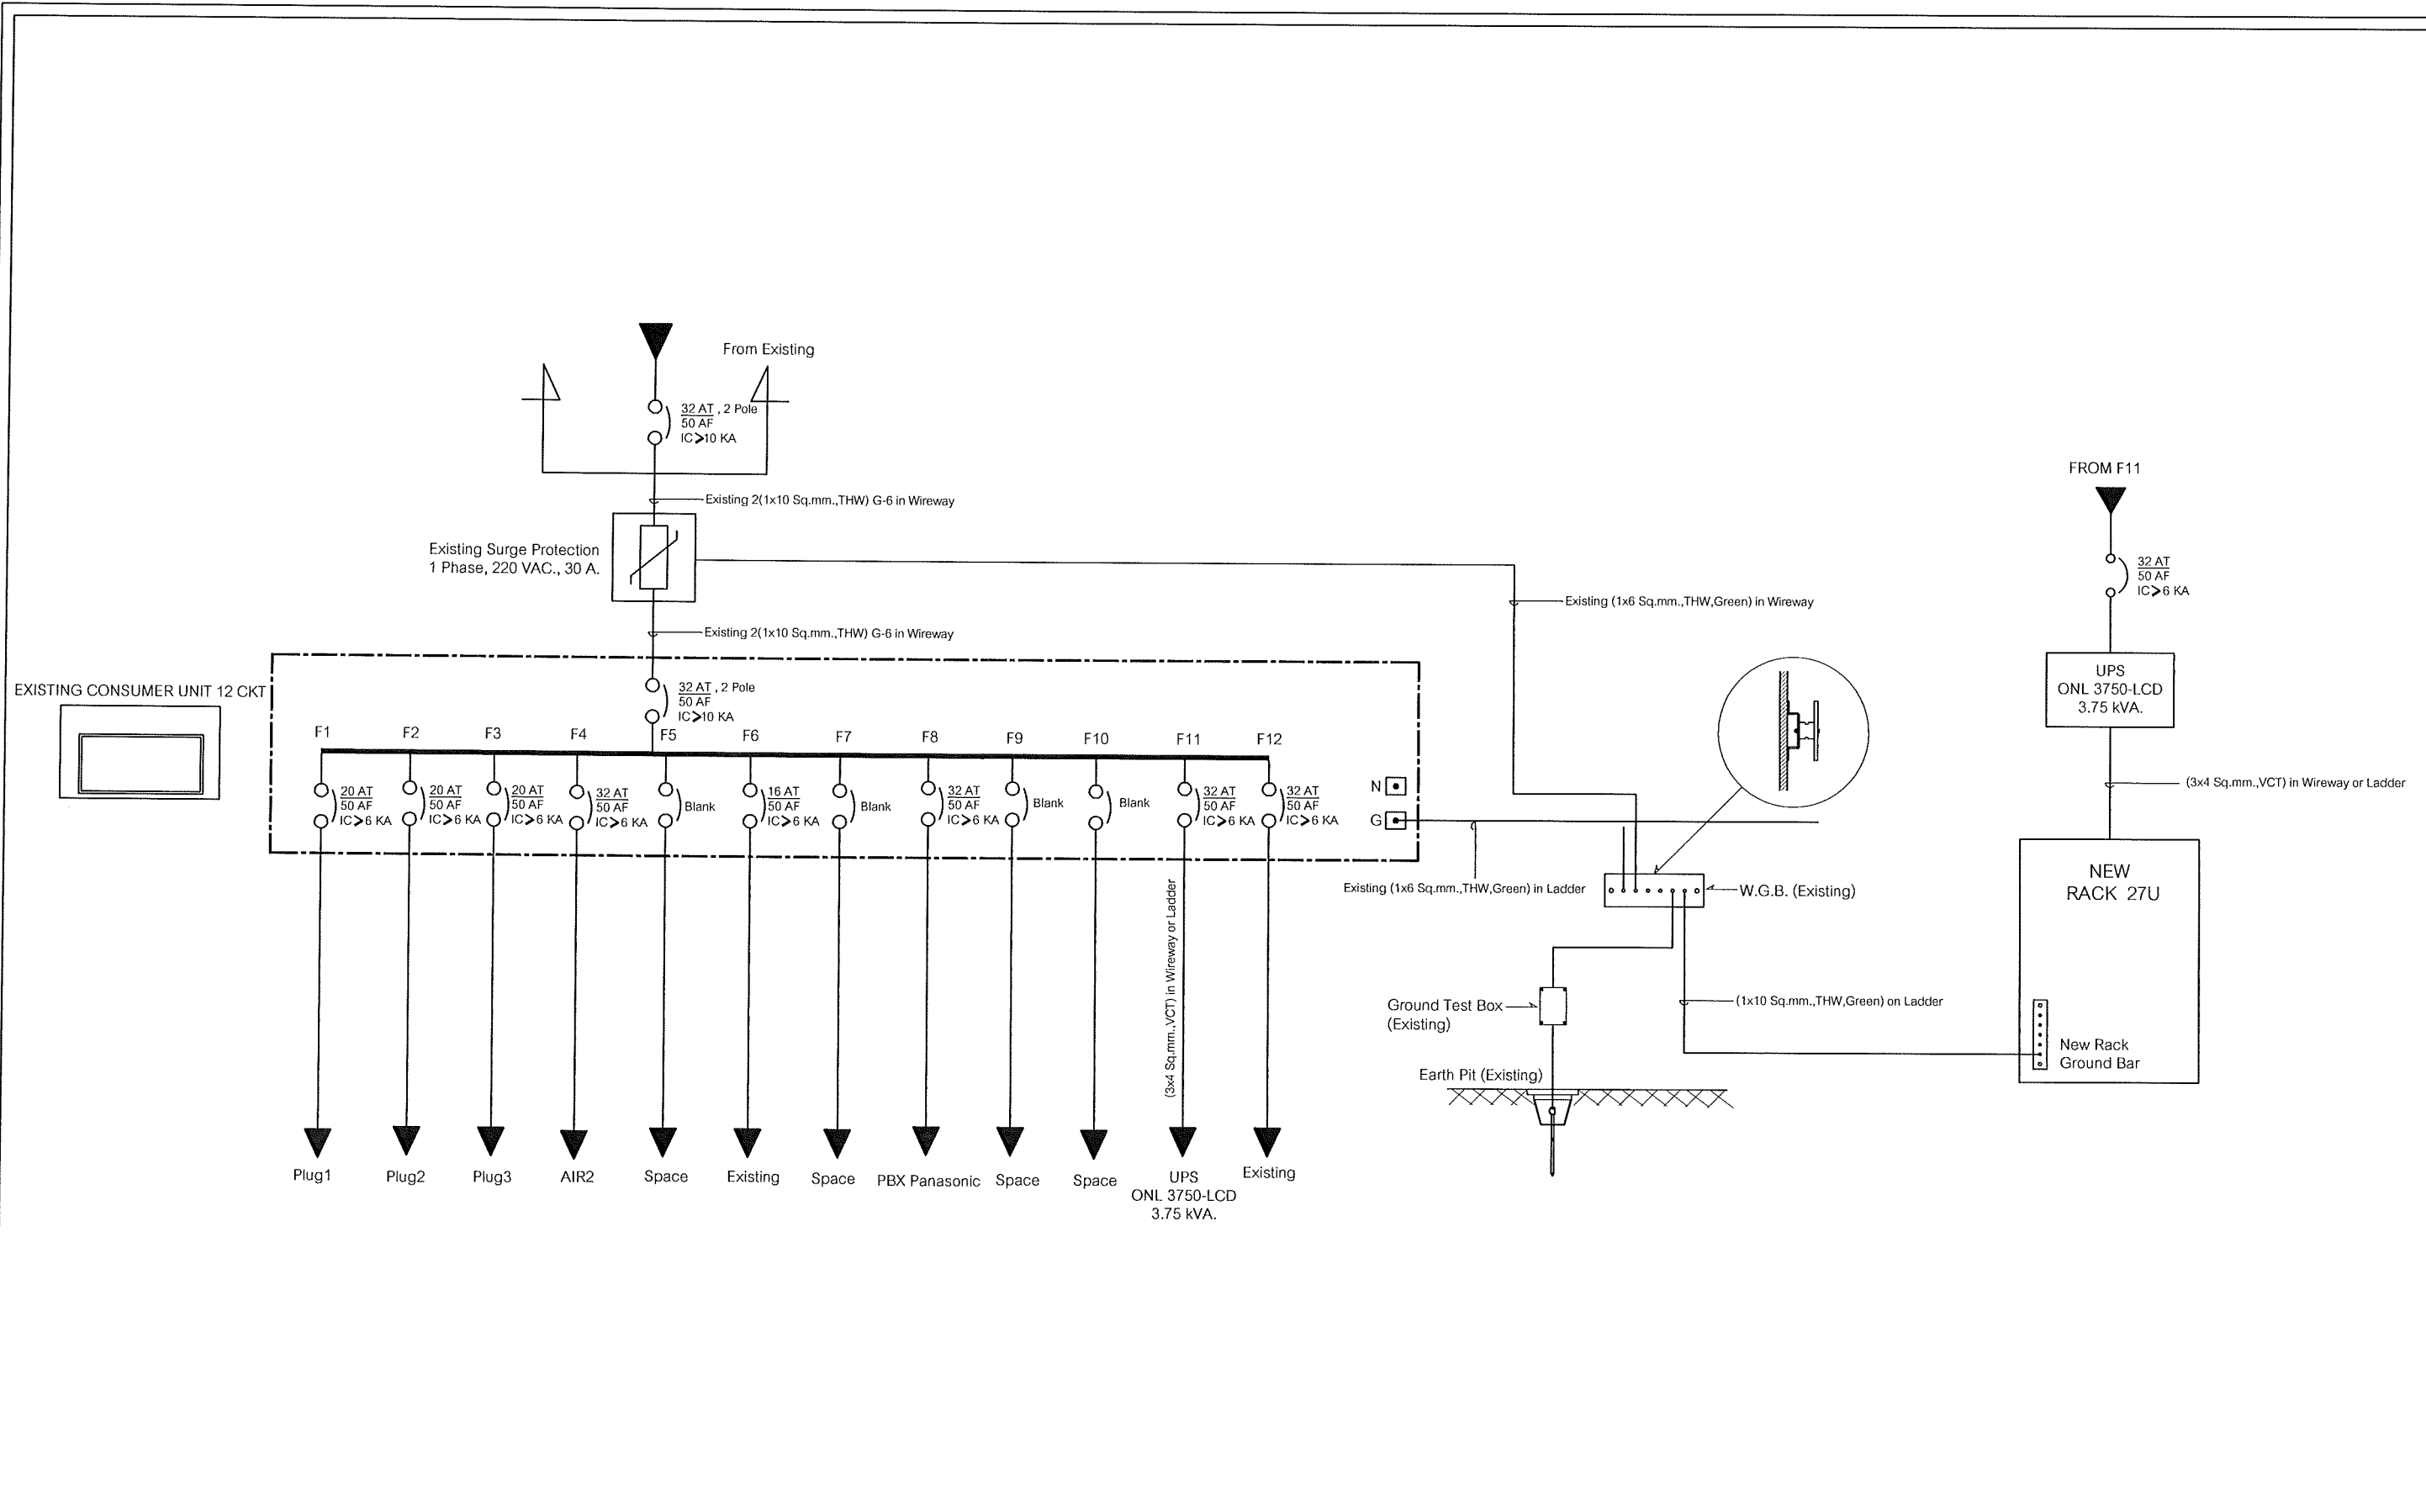 From Existing
32 AT , 2 Pole
50 AF
IC>10 KA
Existing 2(1x10 Sq.mm.,THW) G-6 in Wireway
Existing Surge Protection
1 Phase, 220 VAC., 30 A.
Existing 2(1x10 Sq.mm.,THW) G-6 in Wireway
Existing (1x6 Sq.mm.,THW,Green) in Wireway
EXISTING CONSUMER UNIT 12 CKT
32 AT , 2 Pole
50 AF
IC>10 KA
F1
F2
F3
F4
F5
F6
F7
F8
F9
F10
F11
F12
20 AT
50 AF
IC>6 KA
20 AT
50 AF
IC>6 KA
20 AT
50 AF
IC>6 KA
32 AT
50 AF
IC>6 KA
Blank
16 AT
50 AF
IC>6 KA
Blank
32 AT
50 AF
IC>6 KA
Blank
Blank
32 AT
50 AF
IC>6 KA
32 AT
50 AF
IC>6 KA
N
G
(3x4 Sq.mm.,VCT) in Wireway or Ladder
Plug1
Plug2
Plug3
AIR2
Space
Existing
Space
PBX Panasonic
Space
Space
UPS
ONL 3750-LCD
3.75 kVA.
Existing
Existing (1x6 Sq.mm.,THW,Green) in Ladder
W.G.B. (Existing)
Ground Test Box
(Existing)
(1x10 Sq.mm.,THW,Green) on Ladder
Earth Pit (Existing)
FROM F11
32 AT
50 AF
IC>6 KA
UPS
ONL 3750-LCD
3.75 kVA.
(3x4 Sq.mm.,VCT) in Wireway or Ladder
NEW
RACK 27U
New Rack
Ground Bar